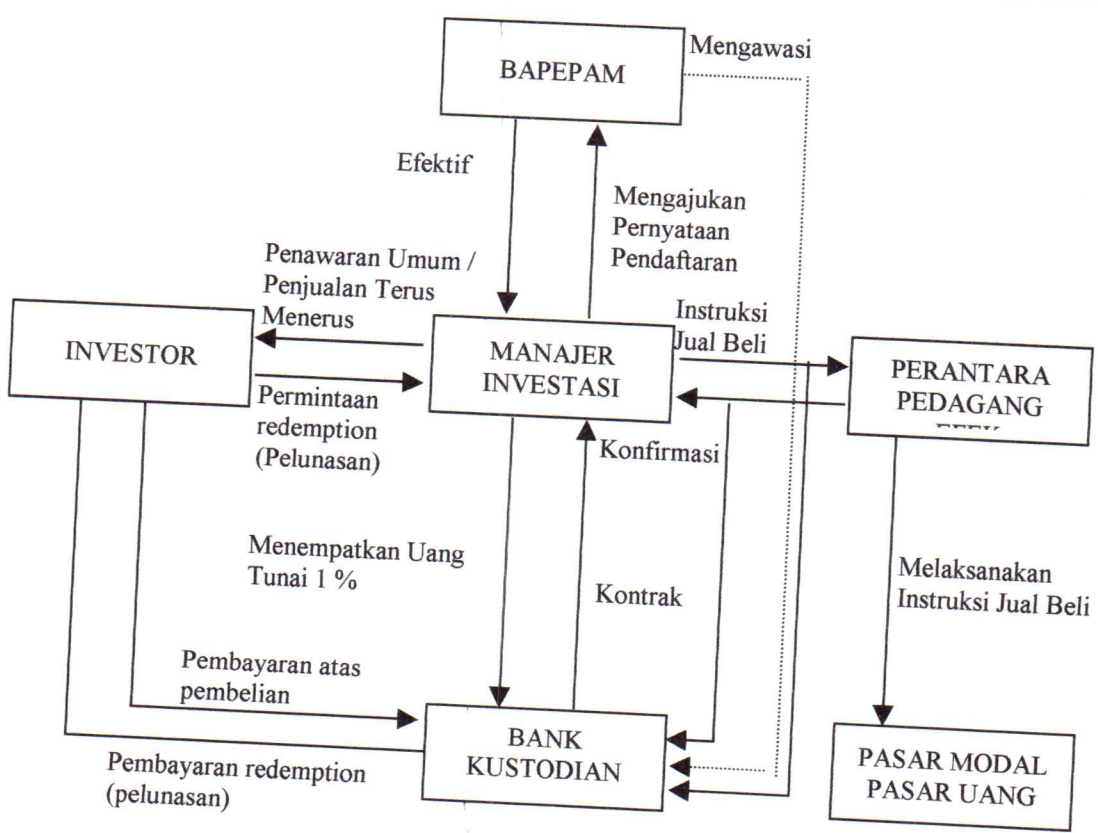 Mengawasi
BAPEPAM
Efektif
Mengajukan
Pernyataan
Pendaftaran
Penawaran Umum /
Penjualan Terus
Menerus
Instruksi
Jual Beli
INVESTOR
MANAJER
INVESTASI
PERANTARA
PEDAGANG
Permintaan
redemption
(Pelunasan)
Konfirmasi
Menempatkan Uang
Tunai 1 %
Kontrak
Melaksanakan
Instruksi Jual Beli
Pembayaran atas
pembelian
BANK
KUSTODIAN
PASAR MODAL
PASAR UANG
Pembayaran redemption
(pelunasan)